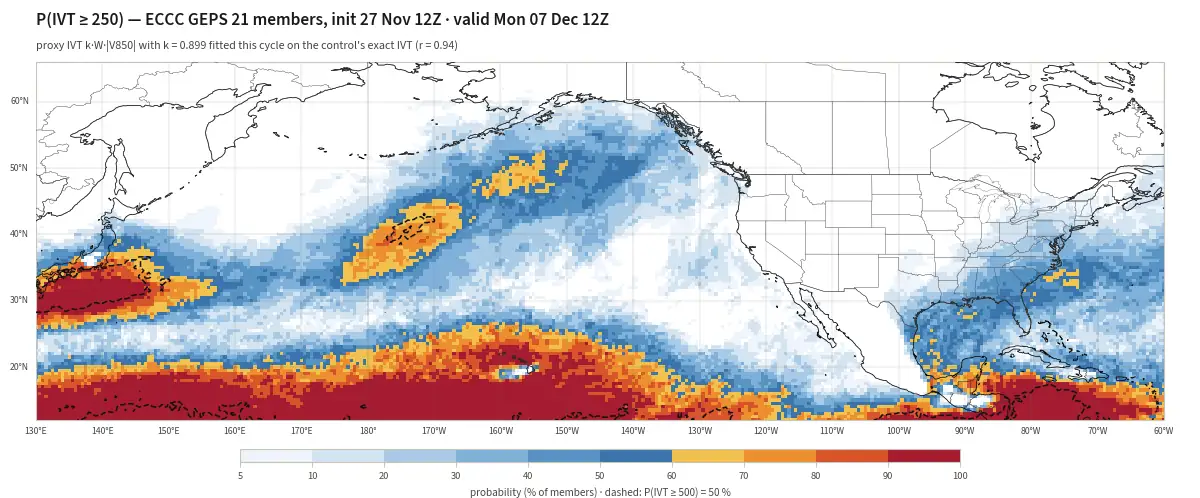 P(IVT ≥ 250) — ECCC GEPS 21 members, init 27 Nov 12Z · valid Mon 07 Dec 12Z
proxy IVT k·W·|V850| with k = 0.899 fitted this cycle on the control's exact IVT (r = 0.94)
60°N
50°N
40°N
30°N
20°N
130°E 140°E 150°E 160°E 170°E 180° 170°W 160°W 150°W 140°W 130°W 120°W 110°W 100°W 90°W 80°W 70°W 60°W
5 10 20 30 40 50 60 70 80 90 100
probability (% of members) · dashed: P(IVT ≥ 500) = 50 %